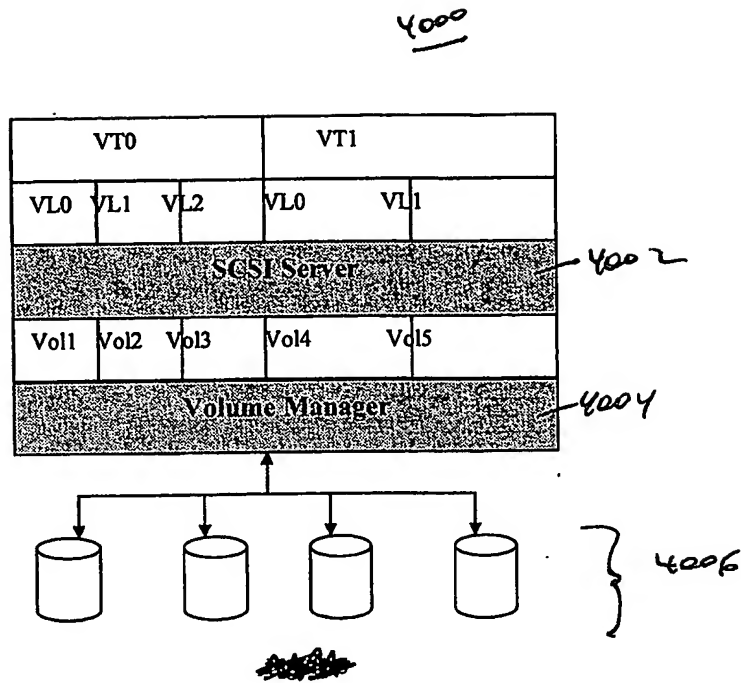 4000
VT0 VT1
VL0 VL1 VL2 VL0 VL1
SCSI Server
4002
Vol1 Vol2 Vol3 Vol4 Vol5
Volume Manager
4004
4006